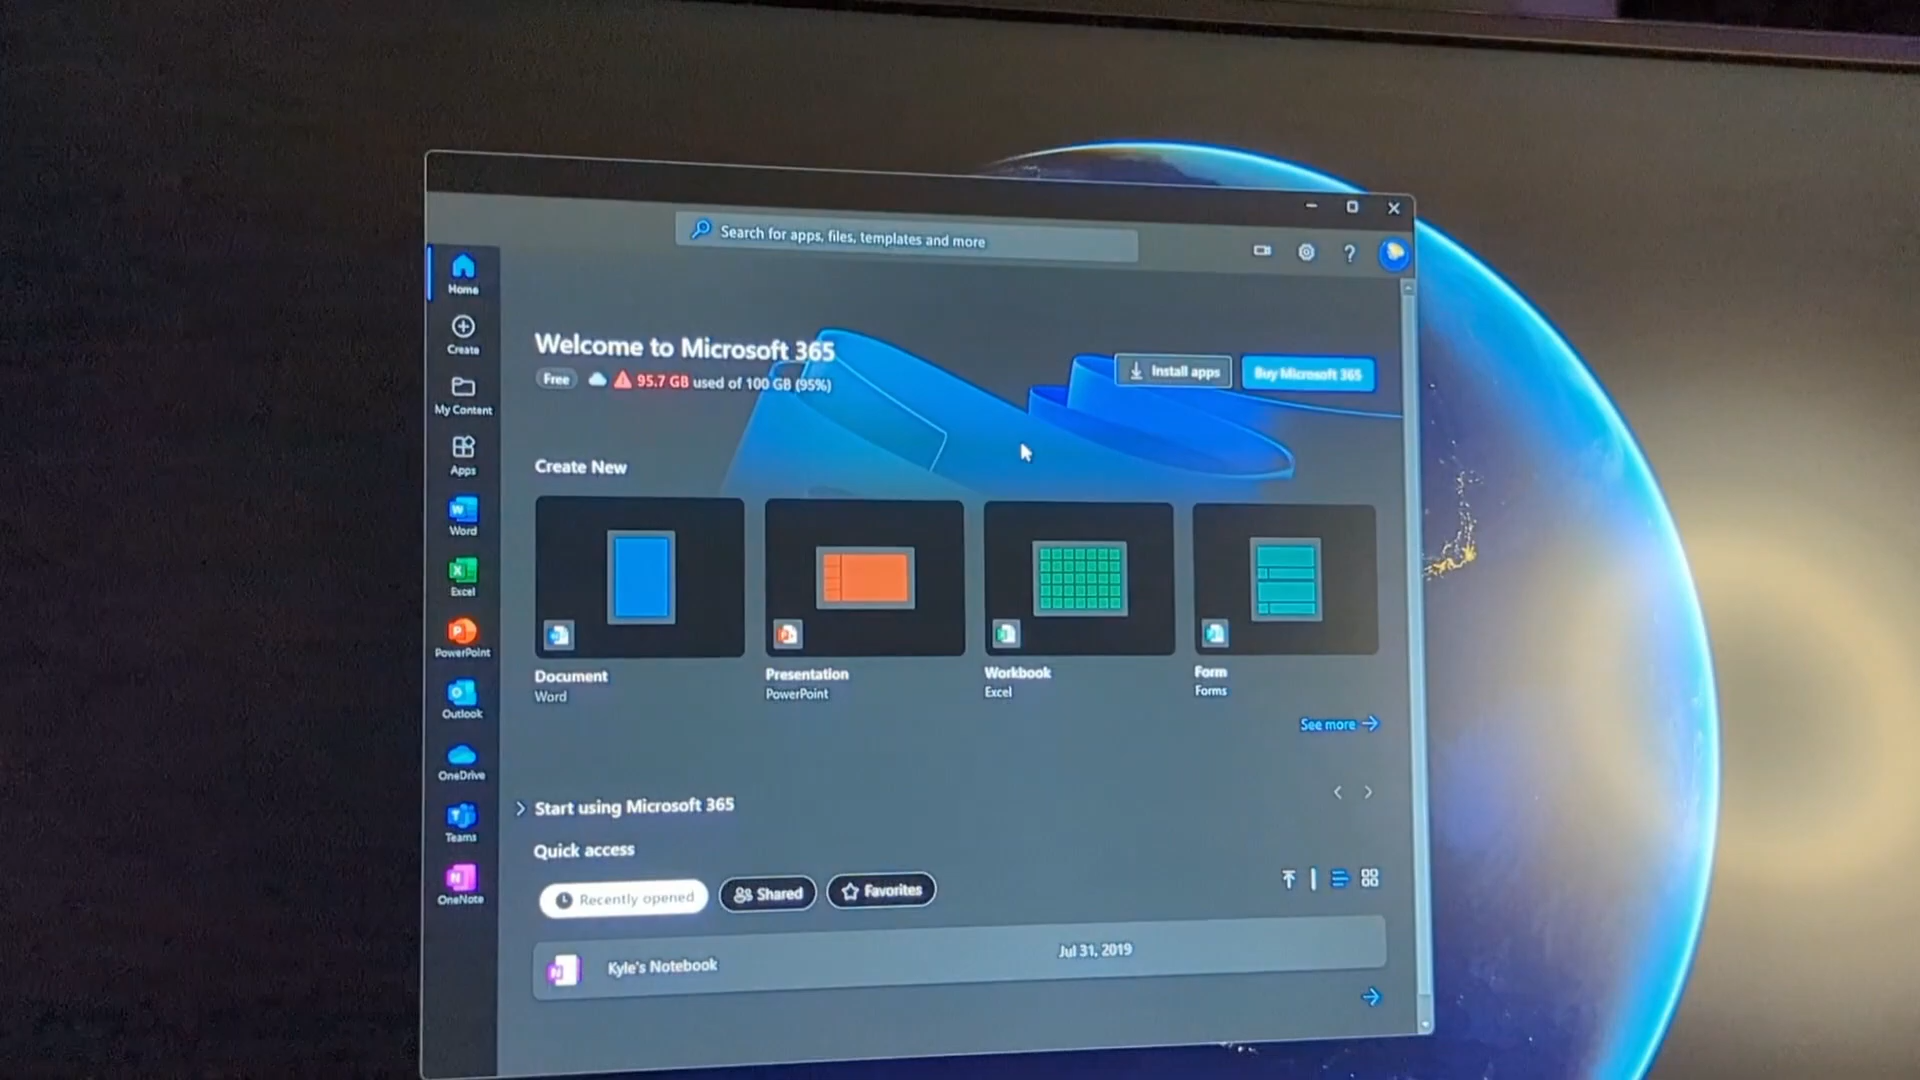 Search for apps, files, templates and more
Home
Create
My Content
Apps
Word
Excel
PowerPoint
Outlook
OneDrive
Teams
OneNote
Welcome to Microsoft 365
Free 95.7 GB used of 100 GB (95%)
Install apps
Buy Microsoft 365
Create New
Document
Word
Presentation
PowerPoint
Workbook
Excel
Form
Forms
See more
Start using Microsoft 365
Quick access
Recently opened
Shared
Favorites
Kyle's Notebook
Jul 31, 2019